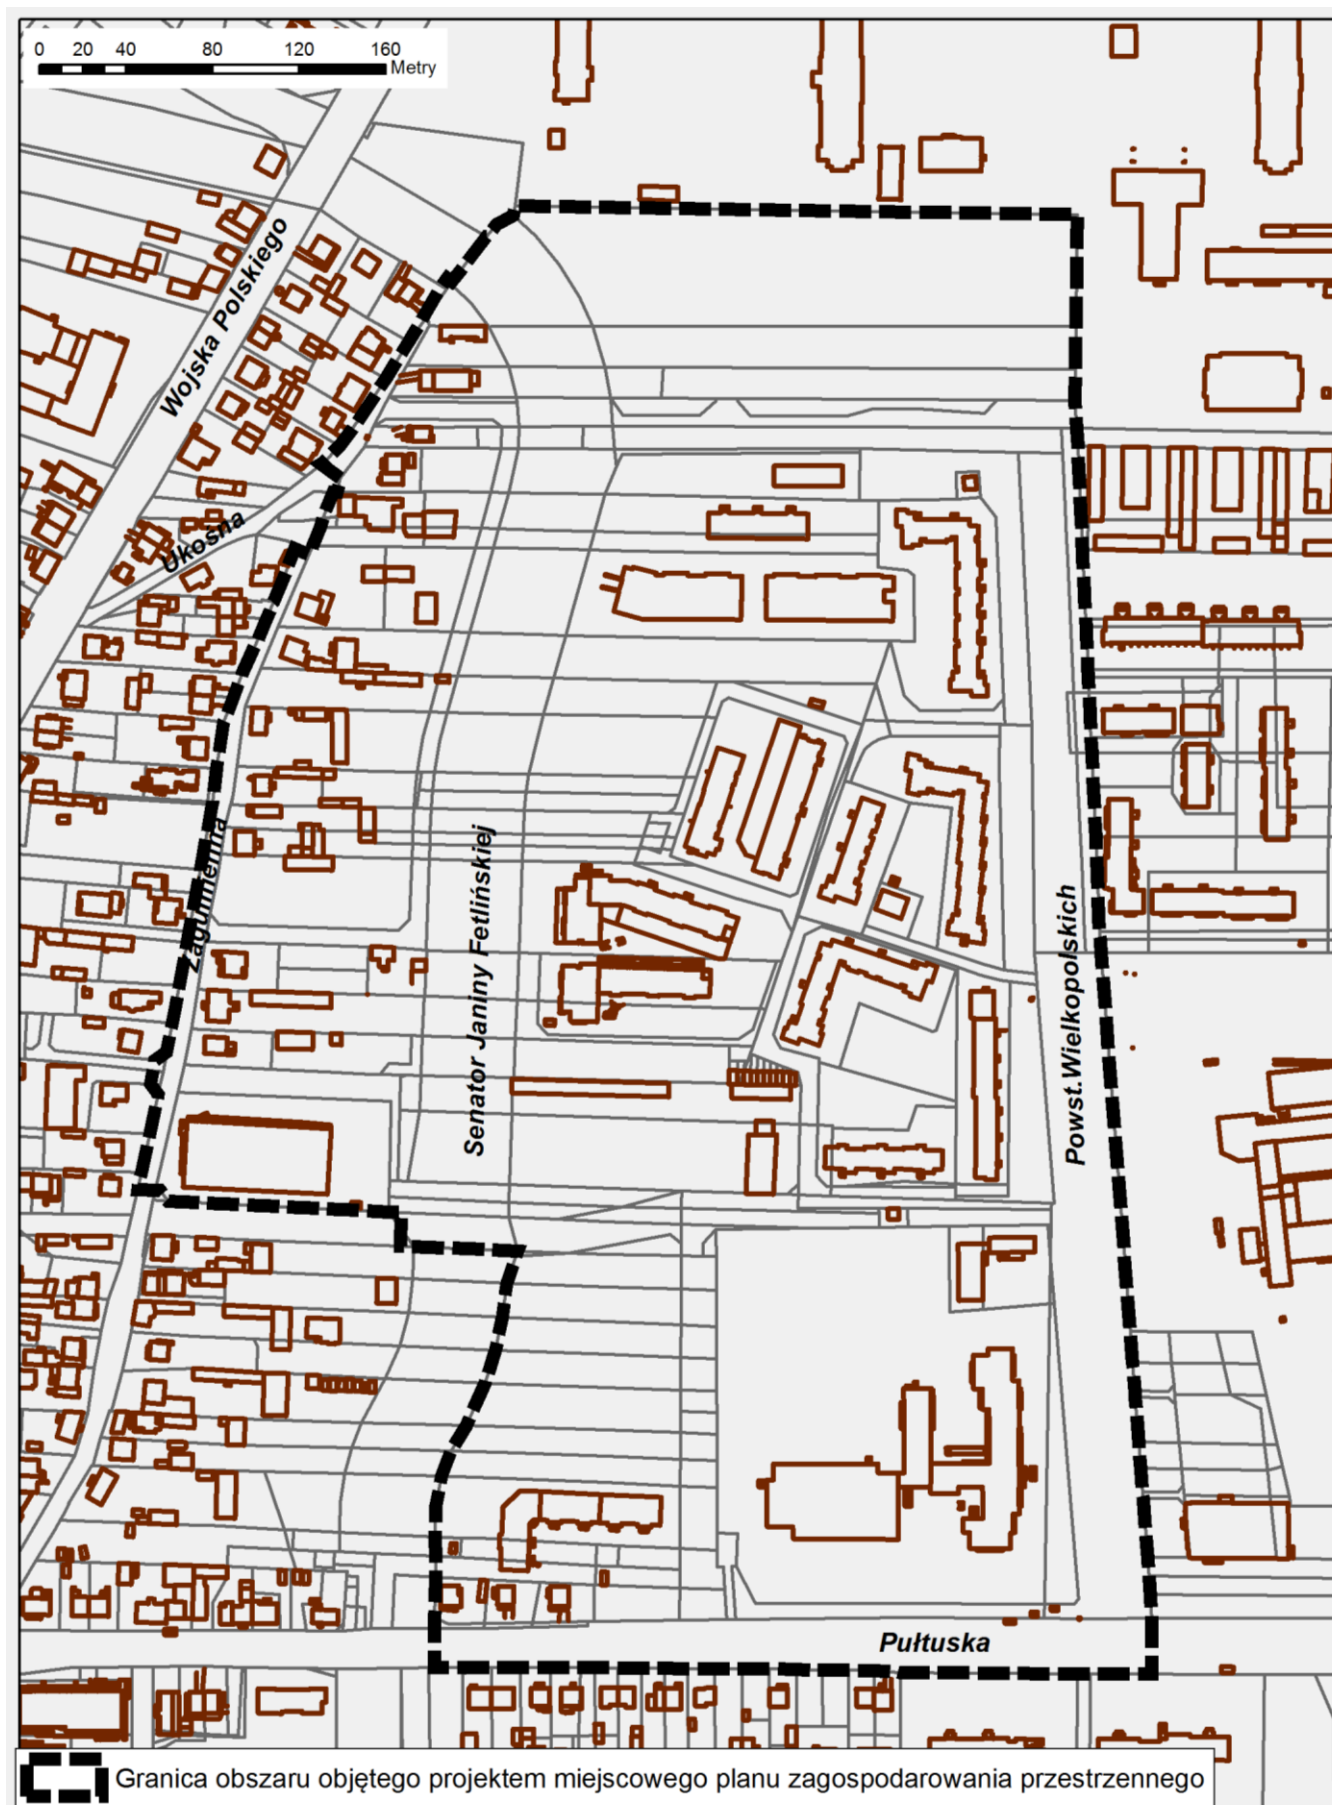 0 20 40 80 120 160
Metry
Wojska Polskiego
Ukośna
Zagumienna
Senator Janiny Fetlińskiej
Powst.Wielkopolskich
Pułtuska
Granica obszaru objętego projektem miejscowego planu zagospodarowania przestrzennego